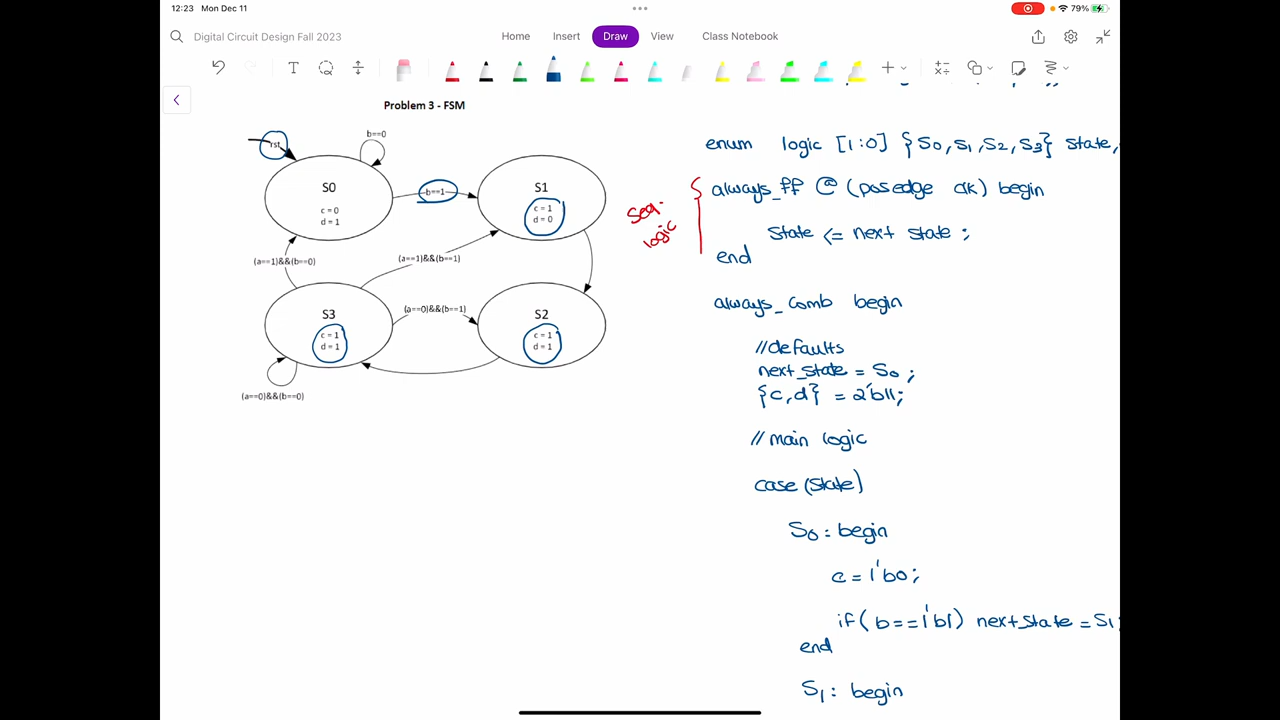 12:23 Mon Dec 11
79%
Digital Circuit Design Fall 2023
Home Insert Draw View Class Notebook
Problem 3 - FSM
rst
b==0
S0
c = 0
d = 1
b==1
S1
c = 1
d = 0
(a==1)&&(b==0)
(a==1)&&(b==1)
S3
c = 1
d = 1
(a==0)&&(b==1)
S2
c = 1
d = 1
(a==0)&&(b==0)
enum logic [1:0] {S0, S1, S2, S3} state,
Seq.
logic
always_ff @ (posedge clk) begin
state <= next state ;
end
always_comb begin
//defaults
next_state = S0 ;
{c,d} = 2'b11;
// main logic
case (state)
S0 : begin
c = 1'b0 ;
if ( b==1'b1) next_state = S1 ;
end
S1 : begin